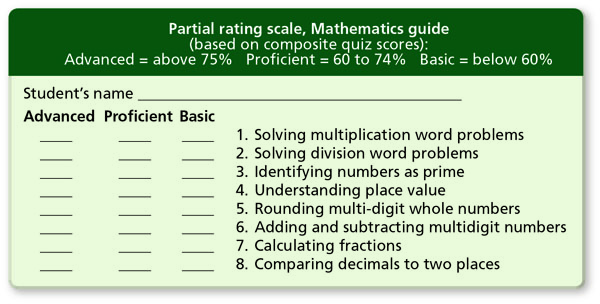 Partial rating scale, Mathematics guide
(based on composite quiz scores):
Advanced = above 75% Proficient = 60 to 74% Basic = below 60%
Student's name ____________________
Advanced Proficient Basic
____ ____ ____ 1. Solving multiplication word problems
____ ____ ____ 2. Solving division word problems
____ ____ ____ 3. Identifying numbers as prime
____ ____ ____ 4. Understanding place value
____ ____ ____ 5. Rounding multi-digit whole numbers
____ ____ ____ 6. Adding and subtracting multidigit numbers
____ ____ ____ 7. Calculating fractions
____ ____ ____ 8. Comparing decimals to two places